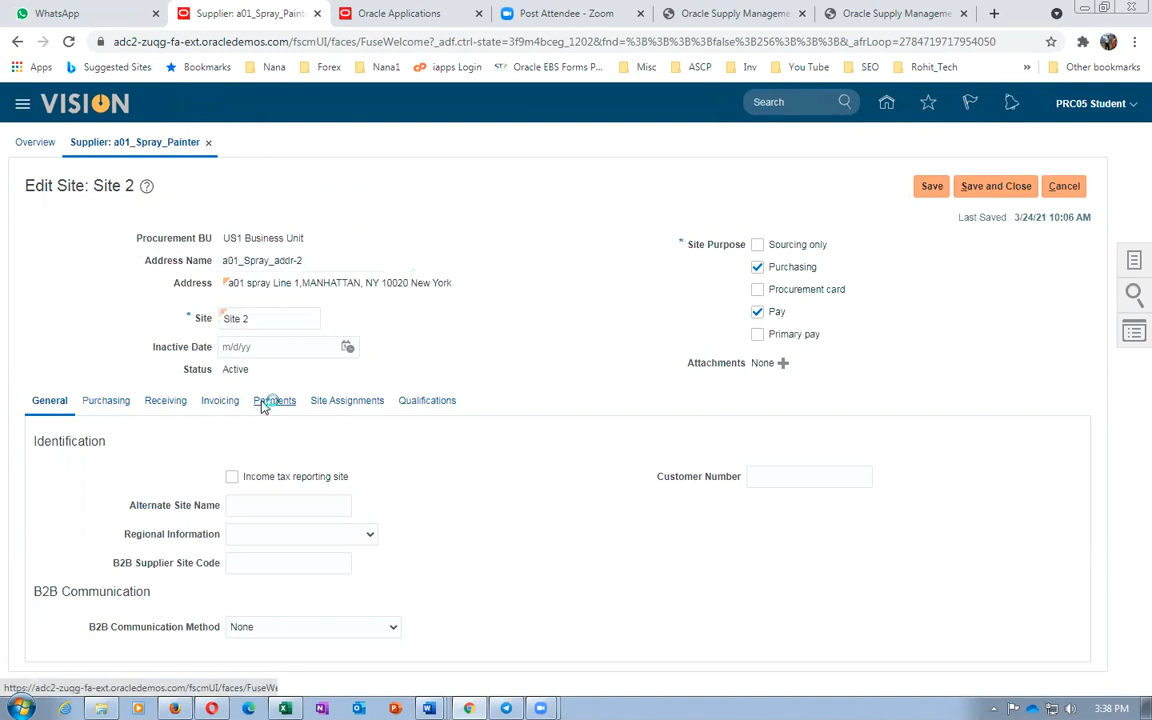 WhatsApp
Supplier: a01_Spray_Paint
Oracle Applications
Post Attendee - Zoom
Oracle Supply Manageme
Oracle Supply Manageme
adc2-zuqg-fa-ext.oracledemos.com/fscmUI/faces/FuseWelcome?_adf.ctrl-state=3f9m4bceg_1202&fnd=%3B%3B%3B%3Bfalse%3B256%3B%3B%3B&_afrLoop=2784719717954050
Apps
Suggested Sites
Bookmarks
Nana
Forex
Nana1
iapps Login
Oracle EBS Forms P...
Misc
ASCP
Inv
You Tube
SEO
Rohit_Tech
»
Other bookmarks
VISION
Search
PRC05 Student
Overview
Supplier: a01_Spray_Painter ×
Edit Site: Site 2
Save
Save and Close
Cancel
Last Saved 3/24/21 10:06 AM
Procurement BU US1 Business Unit
Address Name a01_Spray_addr-2
Address a01 spray Line 1,MANHATTAN, NY 10020 New York
* Site Site 2
Inactive Date m/d/yy
Status Active
* Site Purpose Sourcing only
Purchasing
Procurement card
Pay
Primary pay
Attachments None
General Purchasing Receiving Invoicing Payments Site Assignments Qualifications
Identification
Income tax reporting site
Customer Number
Alternate Site Name
Regional Information
B2B Supplier Site Code
B2B Communication
B2B Communication Method None
https://adc2-zuqg-fa-ext.oracledemos.com/fscmUI/faces/FuseWe
3:38 PM